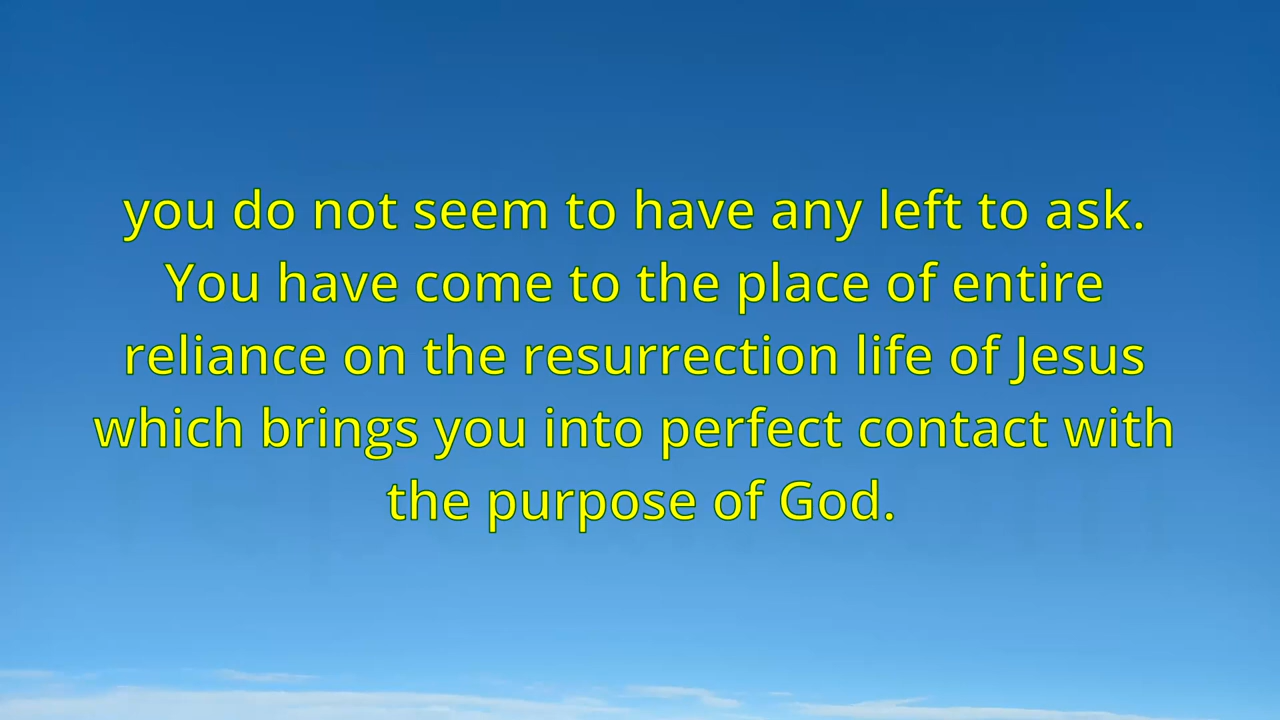 you do not seem to have any left to ask.
You have come to the place of entire
reliance on the resurrection life of Jesus
which brings you into perfect contact with
the purpose of God.